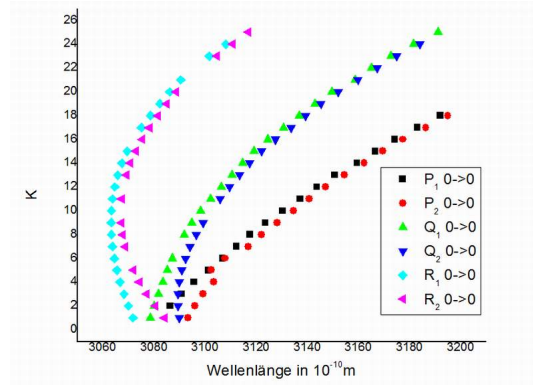 26
24
22
20
18
16
14
12
10
8
6
4
2
0
K
3060 3080 3100 3120 3140 3160 3180 3200
Wellenlänge in 10⁻¹⁰m
P₁ 0->0
P₂ 0->0
Q₁ 0->0
Q₂ 0->0
R₁ 0->0
R₂ 0->0